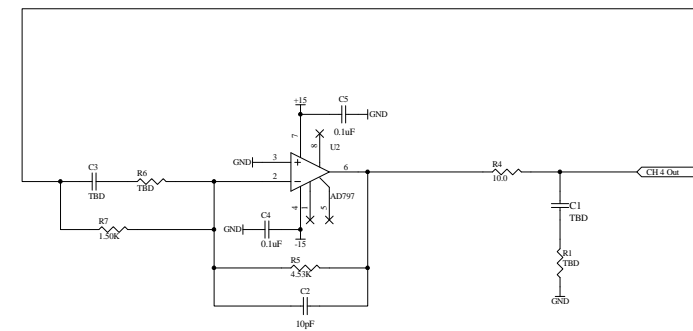 +15
C5
GND
0.1uF
7
8
U2
GND
3
2
6
AD797
4
1
5
C3
TBD
R6
TBD
R7
1.50K
GND
C4
0.1uF
-15
R5
4.53K
C2
10pF
R4
10.0
CH 4 Out
C1
TBD
R1
TBD
GND